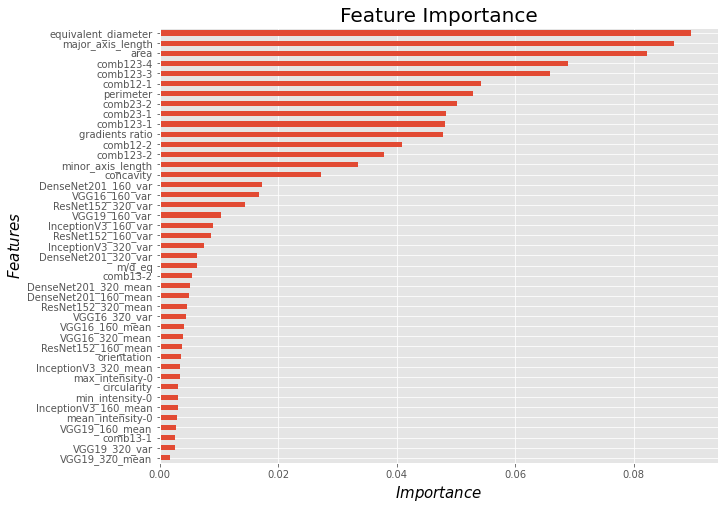 Feature Importance
equivalent_diameter
major_axis_length
area
comb123-4
comb123-3
comb12-1
perimeter
comb23-2
comb23-1
comb123-1
gradients ratio
comb12-2
comb123-2
minor_axis_length
concavity
DenseNet201_160_var
VGG16_160_var
ResNet152_320_var
VGG19_160_var
InceptionV3_160_var
ResNet152_160_var
InceptionV3_320_var
DenseNet201_320_var
m/d_eq
comb13-2
DenseNet201_320_mean
DenseNet201_160_mean
ResNet152_320_mean
VGG16_320_var
VGG16_160_mean
VGG16_320_mean
ResNet152_160_mean
orientation
InceptionV3_320_mean
max_intensity-0
circularity
min_intensity-0
InceptionV3_160_mean
mean_intensity-0
VGG19_160_mean
comb13-1
VGG19_320_var
VGG19_320_mean
Features
0.00 0.02 0.04 0.06 0.08
Importance